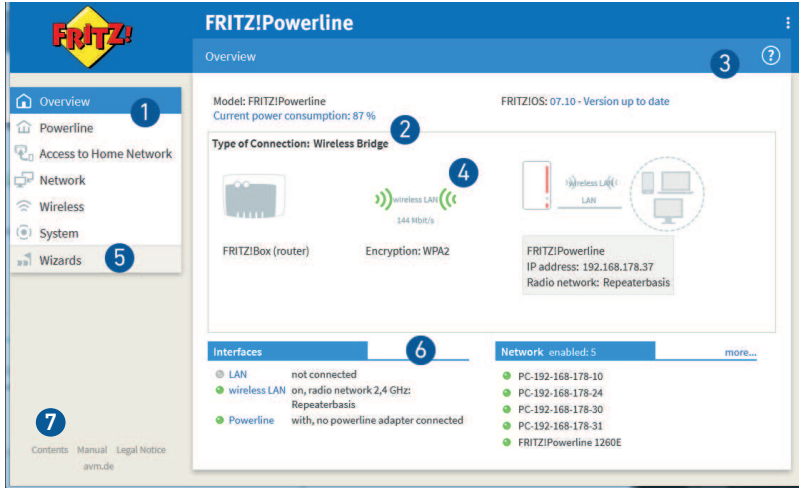 FRITZ!
FRITZ!Powerline
Overview
3
?
Overview
1
Powerline
Access to Home Network
Network
Wireless
System
Wizards
5
7
Contents Manual Legal Notice
avm.de
Model: FRITZ!Powerline
Current power consumption: 87 %
FRITZ!OS: 07.10 - Version up to date
2
Type of Connection: Wireless Bridge
4
wireless LAN
144 Mbit/s
wireless LAN
LAN
FRITZ!Box (router)
Encryption: WPA2
FRITZ!Powerline
IP address: 192.168.178.37
Radio network: Repeaterbasis
Interfaces
6
LAN not connected
wireless LAN on, radio network 2,4 GHz:
Repeaterbasis
Powerline with, no powerline adapter connected
Network enabled: 5 more...
PC-192-168-178-10
PC-192-168-178-24
PC-192-168-178-30
PC-192-168-178-31
FRITZ!Powerline 1260E